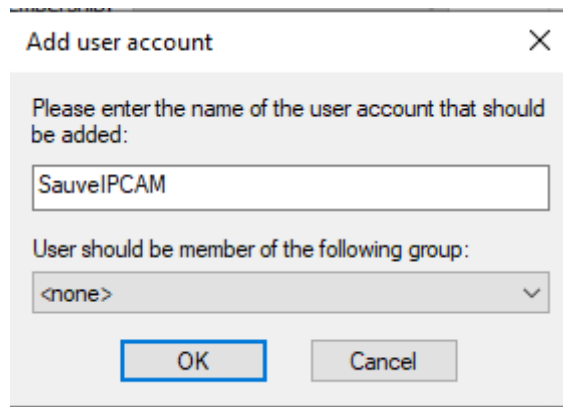 Add user account
Please enter the name of the user account that should
be added:
SauveIPCAM
User should be member of the following group:
<none>
OK
Cancel